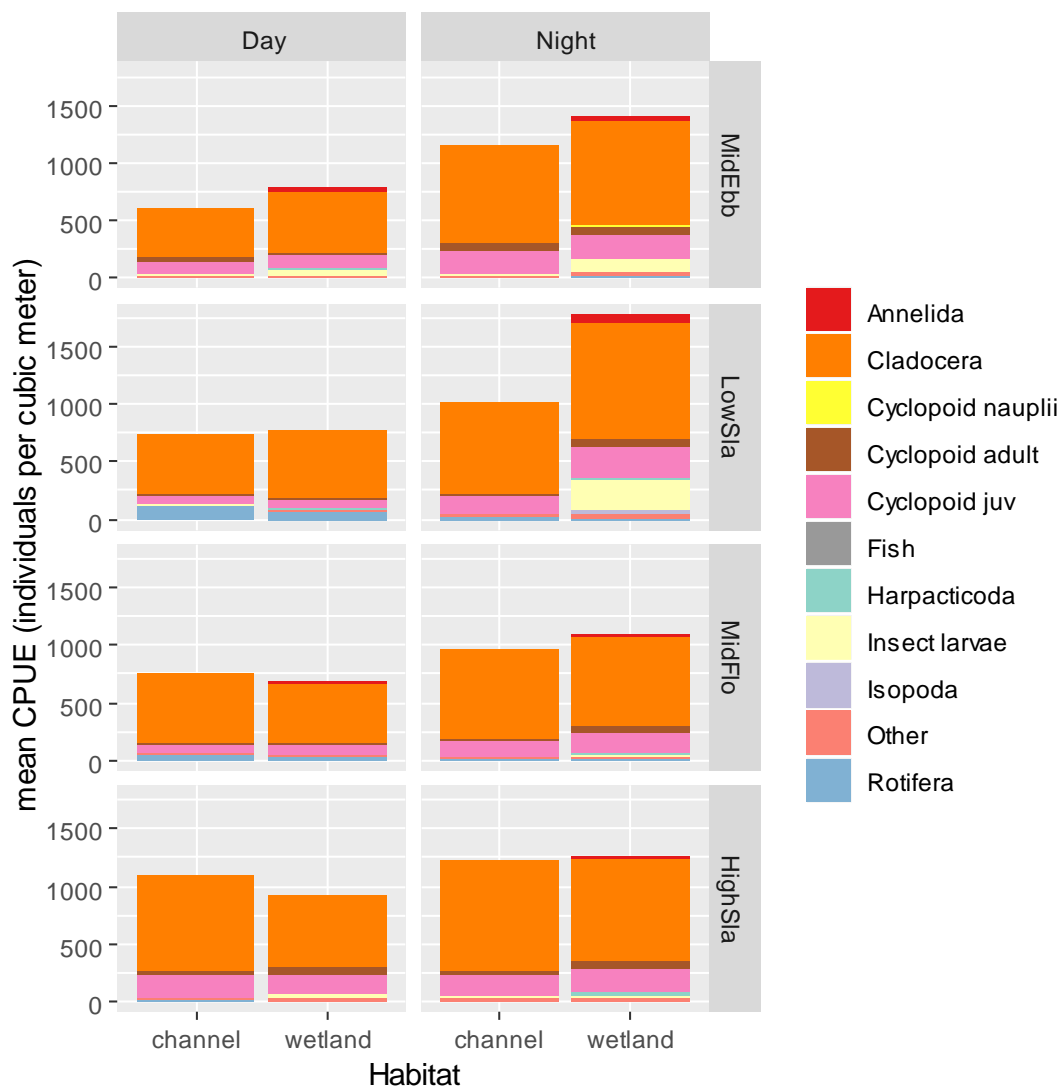 Day
Night
mean CPUE (individuals per cubic meter)
1500
1000
500
0
MidEbb
1500
1000
500
0
LowSla
1500
1000
500
0
MidFlo
1500
1000
500
0
HighSla
channel
wetland
channel
wetland
Habitat
Annelida
Cladocera
Cyclopoid nauplii
Cyclopoid adult
Cyclopoid juv
Fish
Harpacticoda
Insect larvae
Isopoda
Other
Rotifera